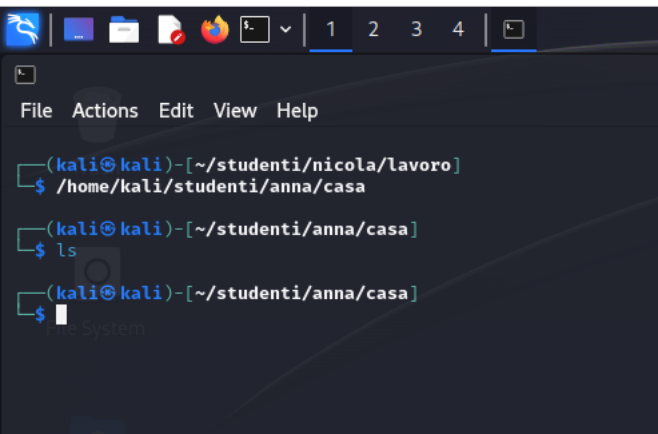 1 2 3 4
File Actions Edit View Help
┌──(kali㉿kali)-[~/studenti/nicola/lavoro]
└─$ /home/kali/studenti/anna/casa
┌──(kali㉿kali)-[~/studenti/anna/casa]
└─$ ls
┌──(kali㉿kali)-[~/studenti/anna/casa]
└─$
File System